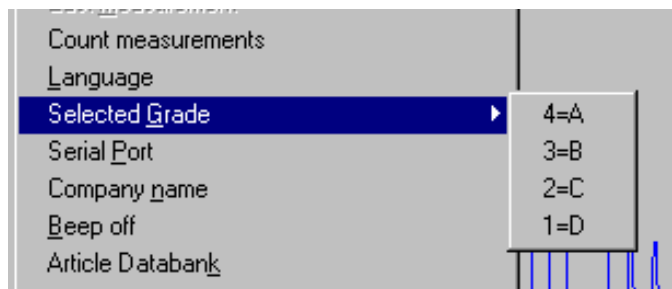 Count measurements
Language
Selected Grade
Serial Port
Company name
Beep off
Article Databank
4=A
3=B
2=C
1=D